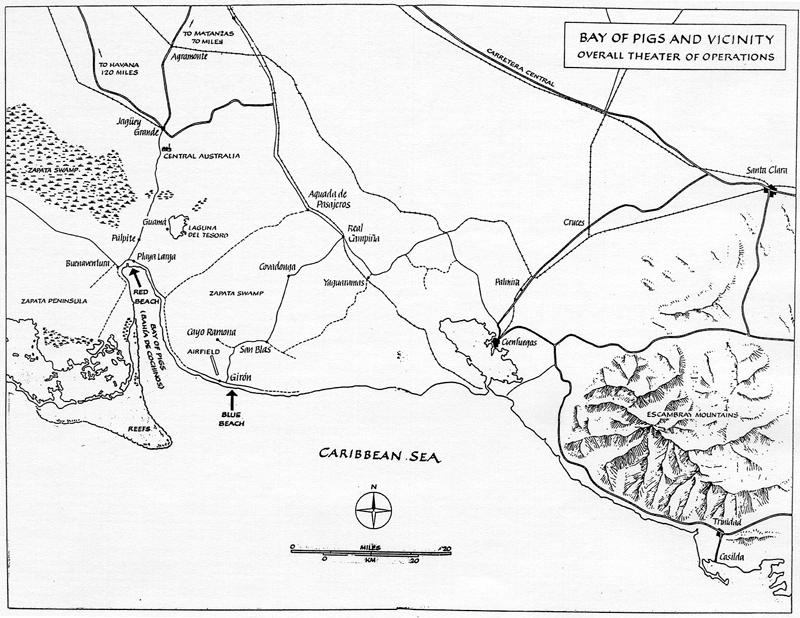 BAY OF PIGS AND VICINITY
OVERALL THEATER OF OPERATIONS
TO HAVANA
120 MILES
TO MATANZAS
70 MILES
Agramonte
CARRETERA CENTRAL
Jagüey
Grande
CENTRAL AUSTRALIA
ZAPATA SWAMP
Santa Clara
Aguada de
Pasajeros
Guamá
LAGUNA
DEL TESORO
Real
Campiña
Cruces
Pálpite
Buenaventura
Playa Larga
Covadonga
Yaguaramas
Palmira
RED
BEACH
ZAPATA PENINSULA
ZAPATA SWAMP
BAY OF PIGS
(BAHÍA DE COCHINOS)
Cayo Ramona
AIRFIELD
San Blas
Cienfuegos
Girón
BLUE
BEACH
ESCAMBRAY MOUNTAINS
REEFS
CARIBBEAN SEA
N
MILES
0 20
0 KM 20
Trinidad
Casilda